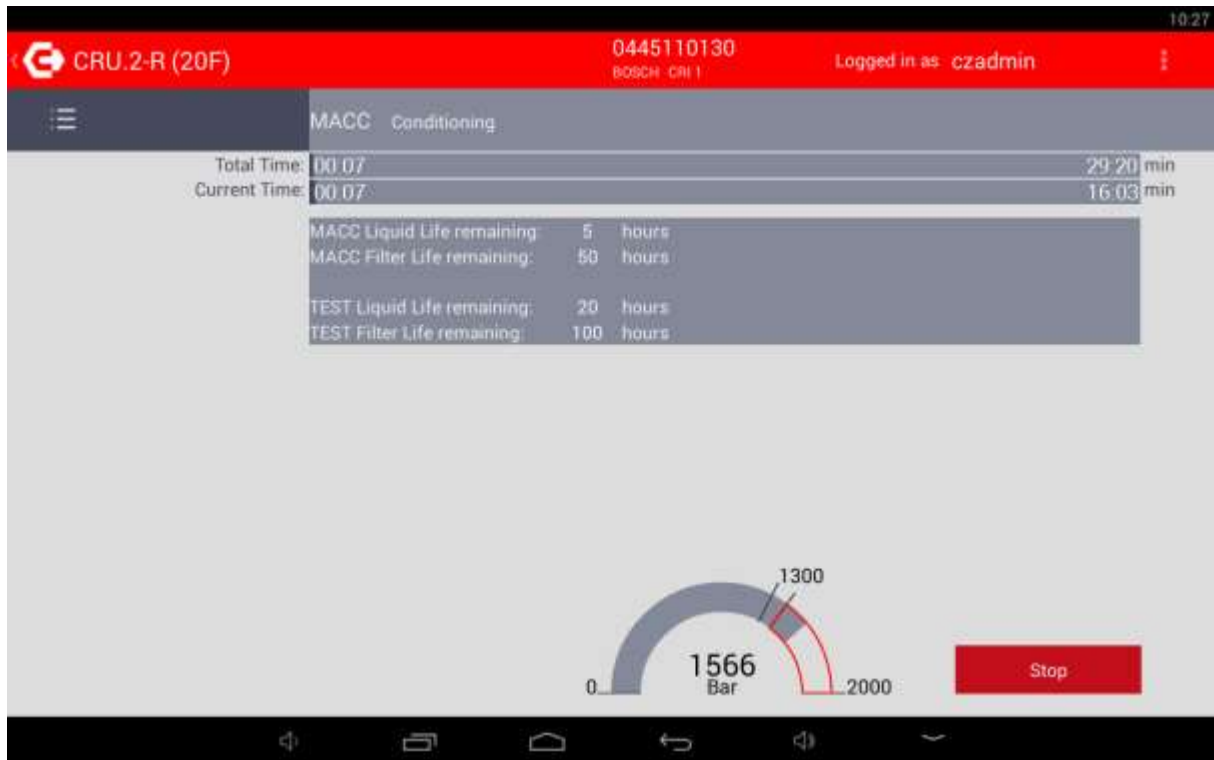 10:27
CRU.2-R (20F)
0445110130
BOSCH CRI 1
Logged in as czadmin
MACC Conditioning
Total Time: 00:07 29:20 min
Current Time: 00:07 16:03 min
MACC Liquid Life remaining: 5 hours
MACC Filter Life remaining: 50 hours
TEST Liquid Life remaining: 20 hours
TEST Filter Life remaining: 100 hours
1300
1566
Bar
0
2000
Stop